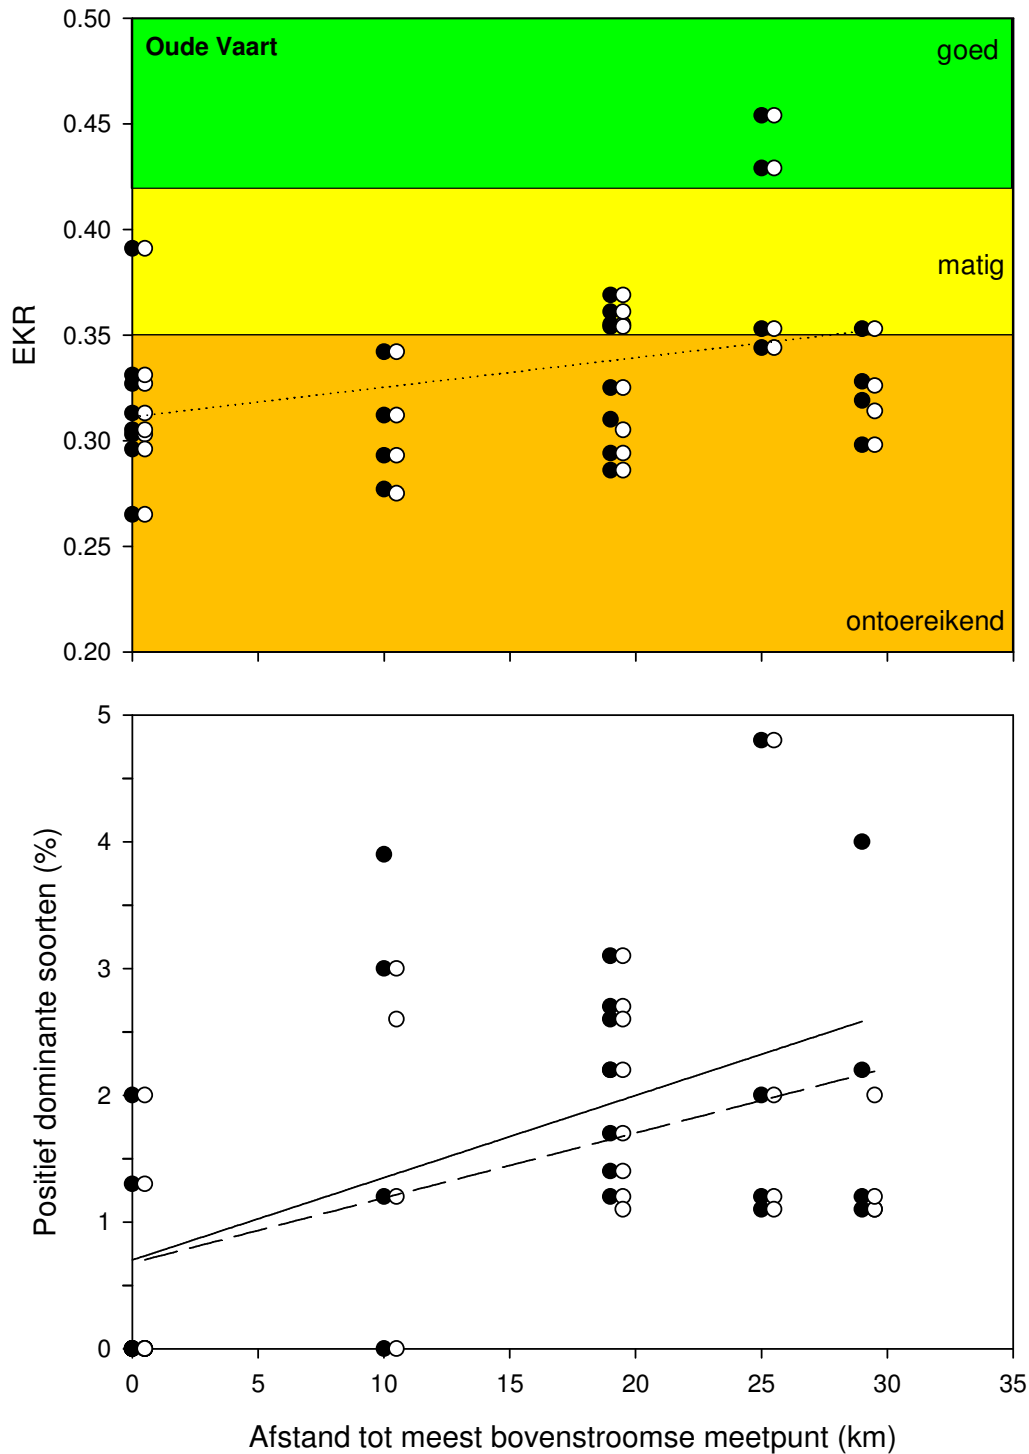 0.50
Oude Vaart
goed
0.45
0.40
matig
EKR
0.35
0.30
0.25
ontoereikend
0.20
5
4
Positief dominante soorten (%)
3
2
1
0
0 5 10 15 20 25 30 35
Afstand tot meest bovenstroomse meetpunt (km)